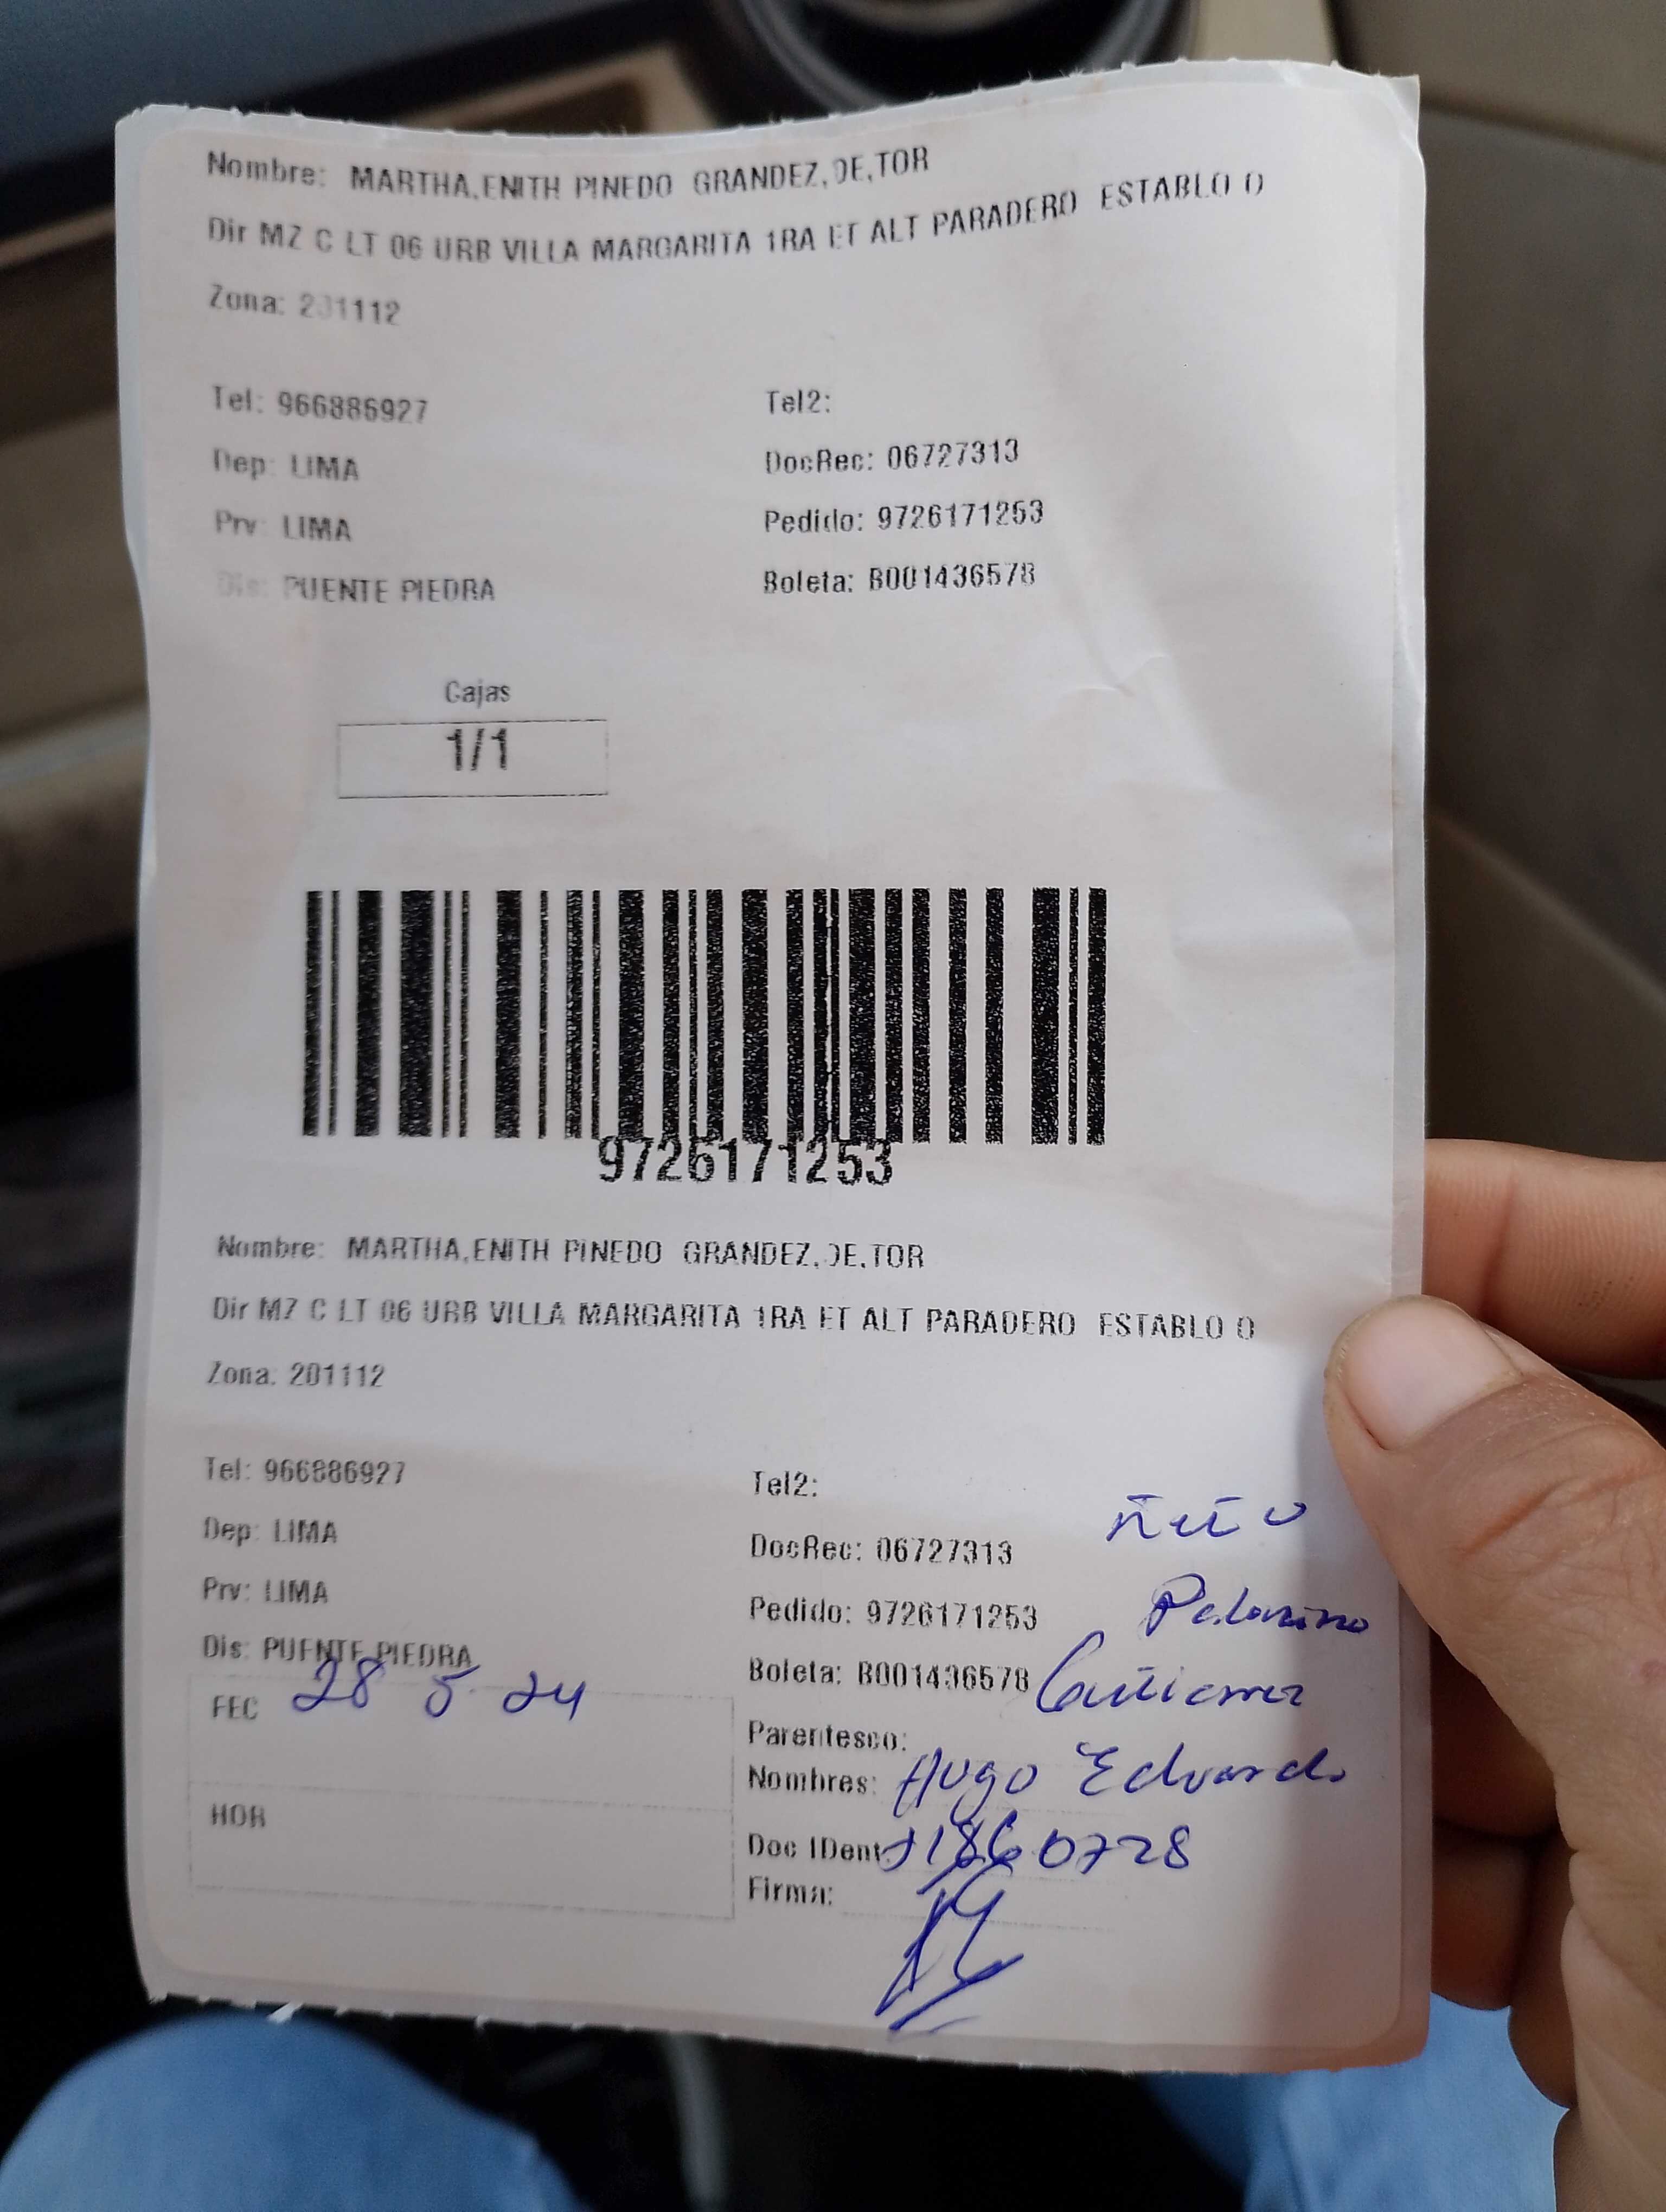 Nombre: MARTHA,ENITH PINEDO GRANDEZ,DE,TOR
Dir MZ C LT 06 URB VILLA MARGARITA 1RA ET ALT PARADERO ESTABLO O
Zona: 201112
Tel: 966886927 Tel2:
Dep: LIMA DocRec: 06727313
Prv: LIMA Pedido: 9726171253
Dis: PUENTE PIEDRA Boleta: B001436578
Cajas
1/1
9726171253
Nombre: MARTHA,ENITH PINEDO GRANDEZ,DE,TOR
Dir MZ C LT 06 URB VILLA MARGARITA 1RA ET ALT PARADERO ESTABLO O
Zona: 201112
Tel: 966886927 Tel2:
Dep: LIMA DocRec: 06727313
Prv: LIMA Pedido: 9726171253 Palomino
Dis: PUENTE PIEDRA Boleta: B001436578 Gutierrez
FEC 28 5 24 Parentesco:
Nombres: Hugo Eduardo
HOR Doc IDent:
Firma: